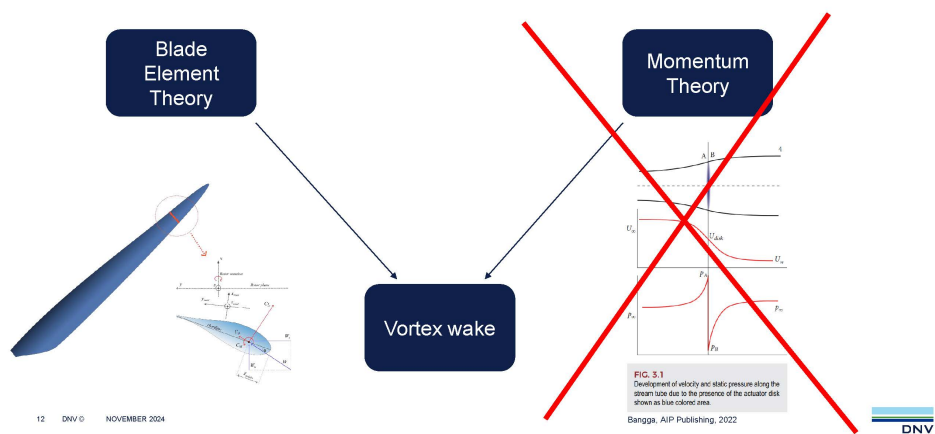 Blade
Element
Theory
Momentum
Theory
Vortex wake
A B
U∞
U_disk
U_w
p_A
p∞
p∞
p_B
FIG. 3.1
Development of velocity and static pressure along the
stream tube due to the presence of the actuator disk
shown as blue colored area.
Bangga, AIP Publishing, 2022
12 DNV © NOVEMBER 2024
DNV